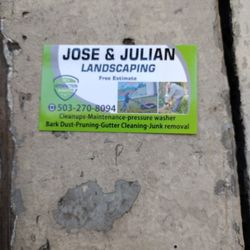 JOSE & JULIAN
LANDSCAPING
Free Estimate
503-270-8094
Cleanups-Maintenance-pressure washer
Bark Dust-Pruning-Gutter Cleaning-Junk removal